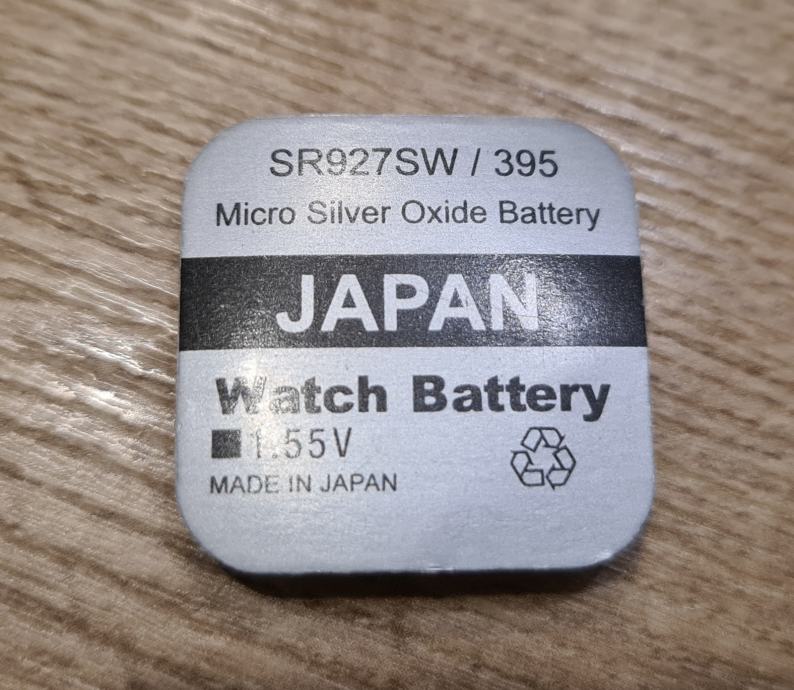 SR927SW / 395
Micro Silver Oxide Battery
JAPAN
Watch Battery
1.55V
MADE IN JAPAN